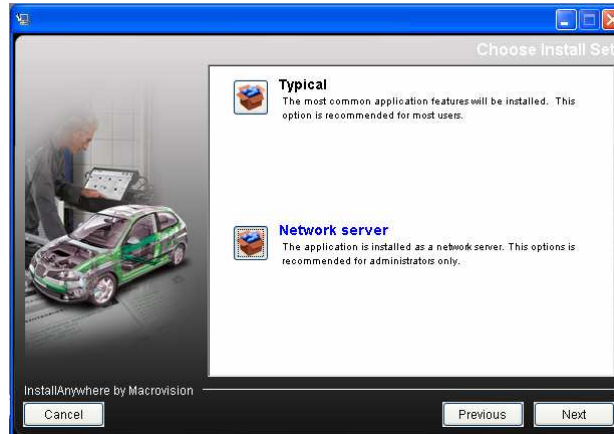 Choose Install Set
Typical
The most common application features will be installed. This
option is recommended for most users.
Network server
The application is installed as a network server. This options is
recommended for administrators only.
InstallAnywhere by Macrovision
Cancel
Previous
Next